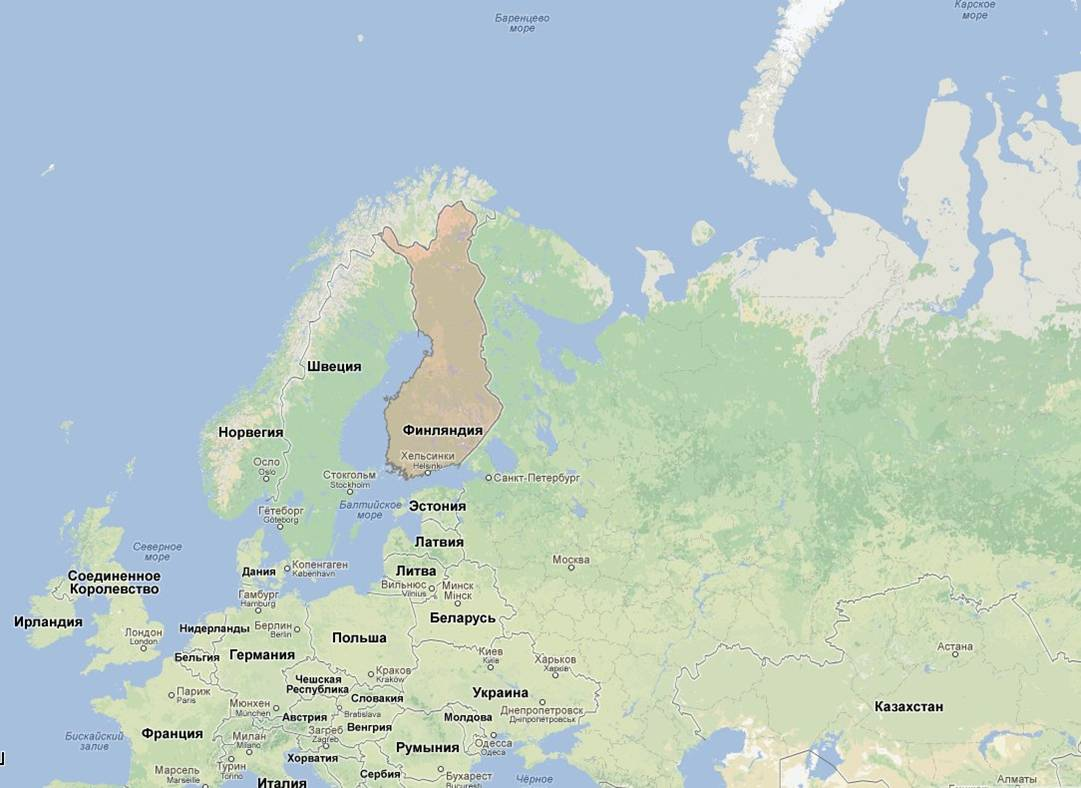 Баренцево
море
Карское
море
Швеция
Норвегия
Финляндия
Хельсинки
Helsinki
Осло
Oslo
Стокгольм
Stockholm
Санкт-Петербург
Гётеборг
Göteborg
Балтийское
море
Эстония
Латвия
Северное
море
Москва
Соединенное
Королевство
Дания
Копенгаген
København
Литва
Вильнюс
Vilnius
Минск
Мінск
Гамбург
Hamburg
Беларусь
Ирландия
Лондон
London
Нидерланды
Берлин
Berlin
Польша
Бельгия
Германия
Киев
Київ
Харьков
Харків
Астана
Париж
Paris
Чешская
Республика
Краков
Kraków
Словакия
Украина
Мюнхен
München
Австрия
Bratislava
Венгрия
Молдова
Днепропетровск
Дніпропетровськ
Казахстан
Бискайский
залив
Франция
Милан
Milano
Загреб
Zagreb
Румыния
Одесса
Одеса
Марсель
Marseille
Турин
Torino
Хорватия
Сербия
Италия
Бухарест
București
Чёрное
Алматы